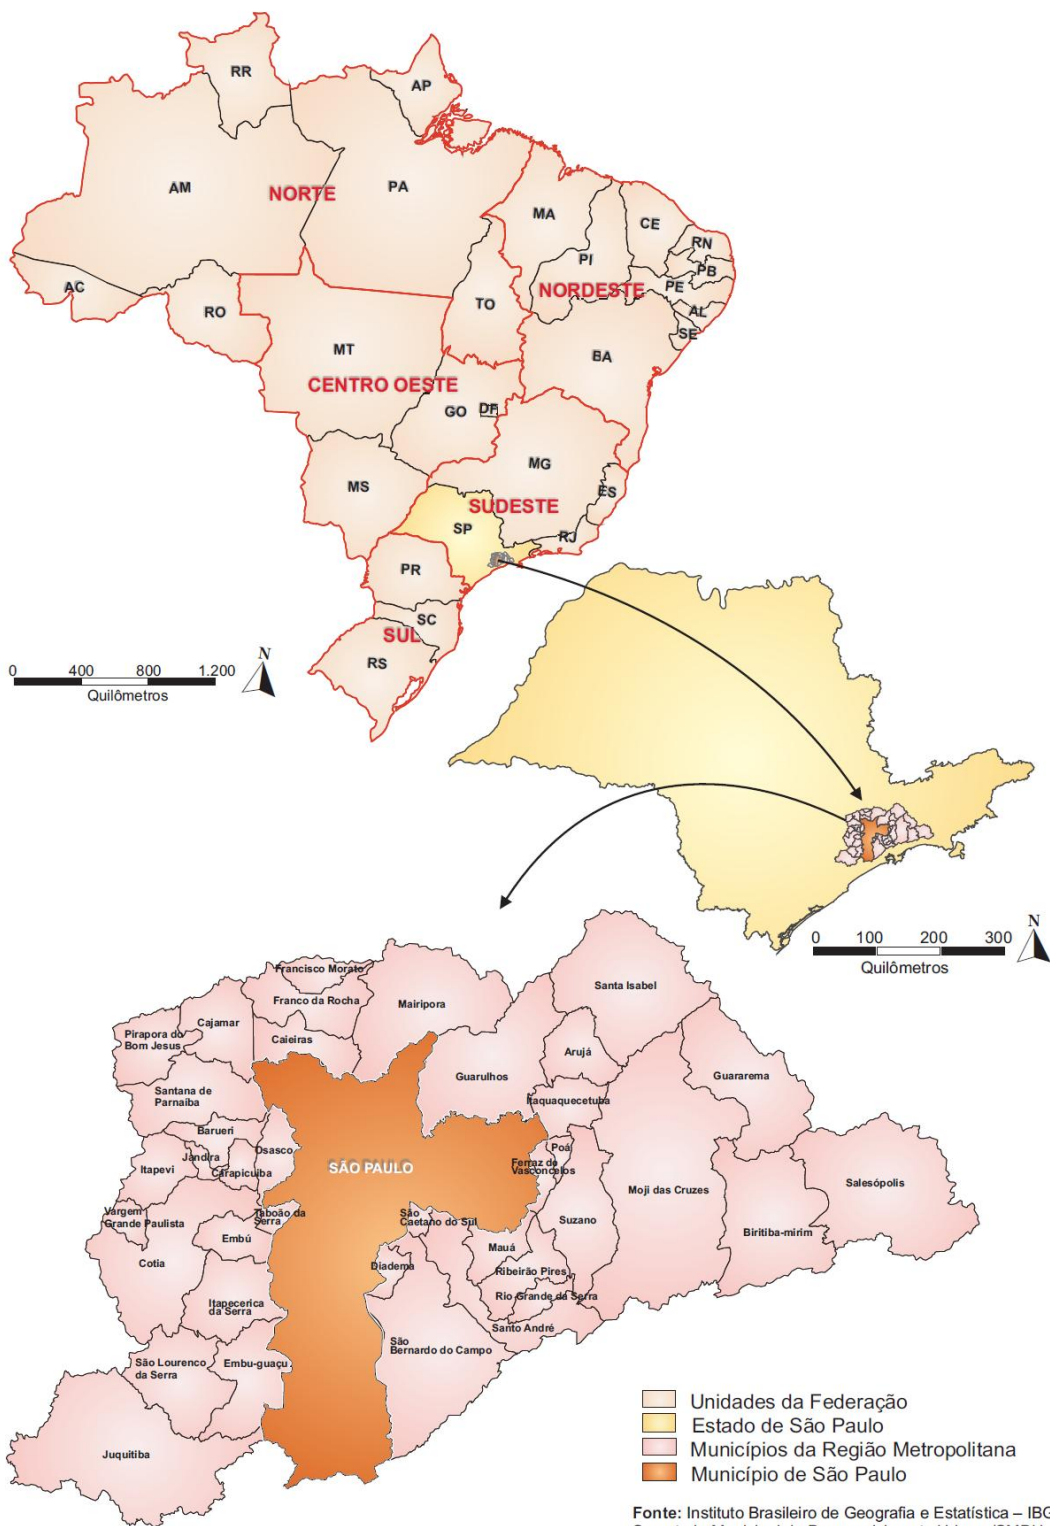 RR
AP
AM
NORTE
PA
MA
CE
RN
PI
PB
PE
NORDESTE
AC
RO
TO
AL
SE
MT
BA
CENTRO OESTE
GO
DF
MG
MS
ES
SUDESTE
SP
RJ
PR
SC
SUL
RS
0 400 800 1.200
Quilômetros
N
0 100 200 300
Quilômetros
N
Francisco Morato
Franco da Rocha
Mairipora
Santa Isabel
Cajamar
Pirapora do
Bom Jesus
Caieiras
Arujá
Guarulhos
Guararema
Santana de
Parnaíba
Itaquaquecetuba
Barueri
Osasco
Jandira
Itapevi
Carapicuiba
SÃO PAULO
Poá
Ferraz de
Vasconcelos
Moji das Cruzes
Salesópolis
Vargem
Grande Paulista
Taboão da
Serra
São
Caetano do Sul
Suzano
Biritiba-mirim
Embú
Cotia
Mauá
Diadema
Ribeirão Pires
Rio Grande da Serra
Itapecerica
da Serra
Santo André
São
Bernardo do Campo
São Lourenco
da Serra
Embu-guaçu
Juquitiba
Unidades da Federação
Estado de São Paulo
Municípios da Região Metropolitana
Município de São Paulo
Fonte: Instituto Brasileiro de Geografia e Estatística – IBG